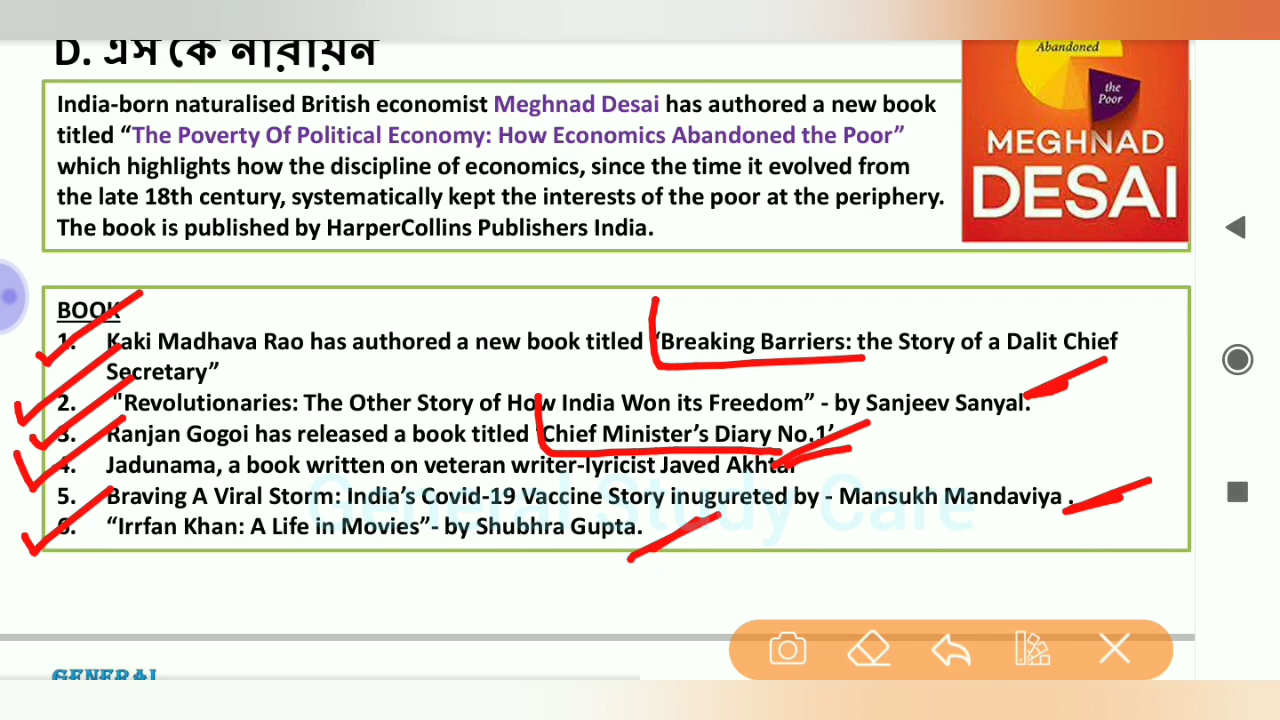 D. এস কে নারায়ন
Abandoned
the
Poor
MEGHNAD
DESAI
India-born naturalised British economist Meghnad Desai has authored a new book
titled “The Poverty Of Political Economy: How Economics Abandoned the Poor”
which highlights how the discipline of economics, since the time it evolved from
the late 18th century, systematically kept the interests of the poor at the periphery.
The book is published by HarperCollins Publishers India.
BOOK
1. Kaki Madhava Rao has authored a new book titled “Breaking Barriers: the Story of a Dalit Chief
Secretary”
2. "Revolutionaries: The Other Story of How India Won its Freedom” - by Sanjeev Sanyal.
3. Ranjan Gogoi has released a book titled ‘Chief Minister’s Diary No.1’
4. Jadunama, a book written on veteran writer-lyricist Javed Akhtar
5. Braving A Viral Storm: India’s Covid-19 Vaccine Story inugureted by - Mansukh Mandaviya .
6. “Irrfan Khan: A Life in Movies”- by Shubhra Gupta.
General Study Care
GENERAL